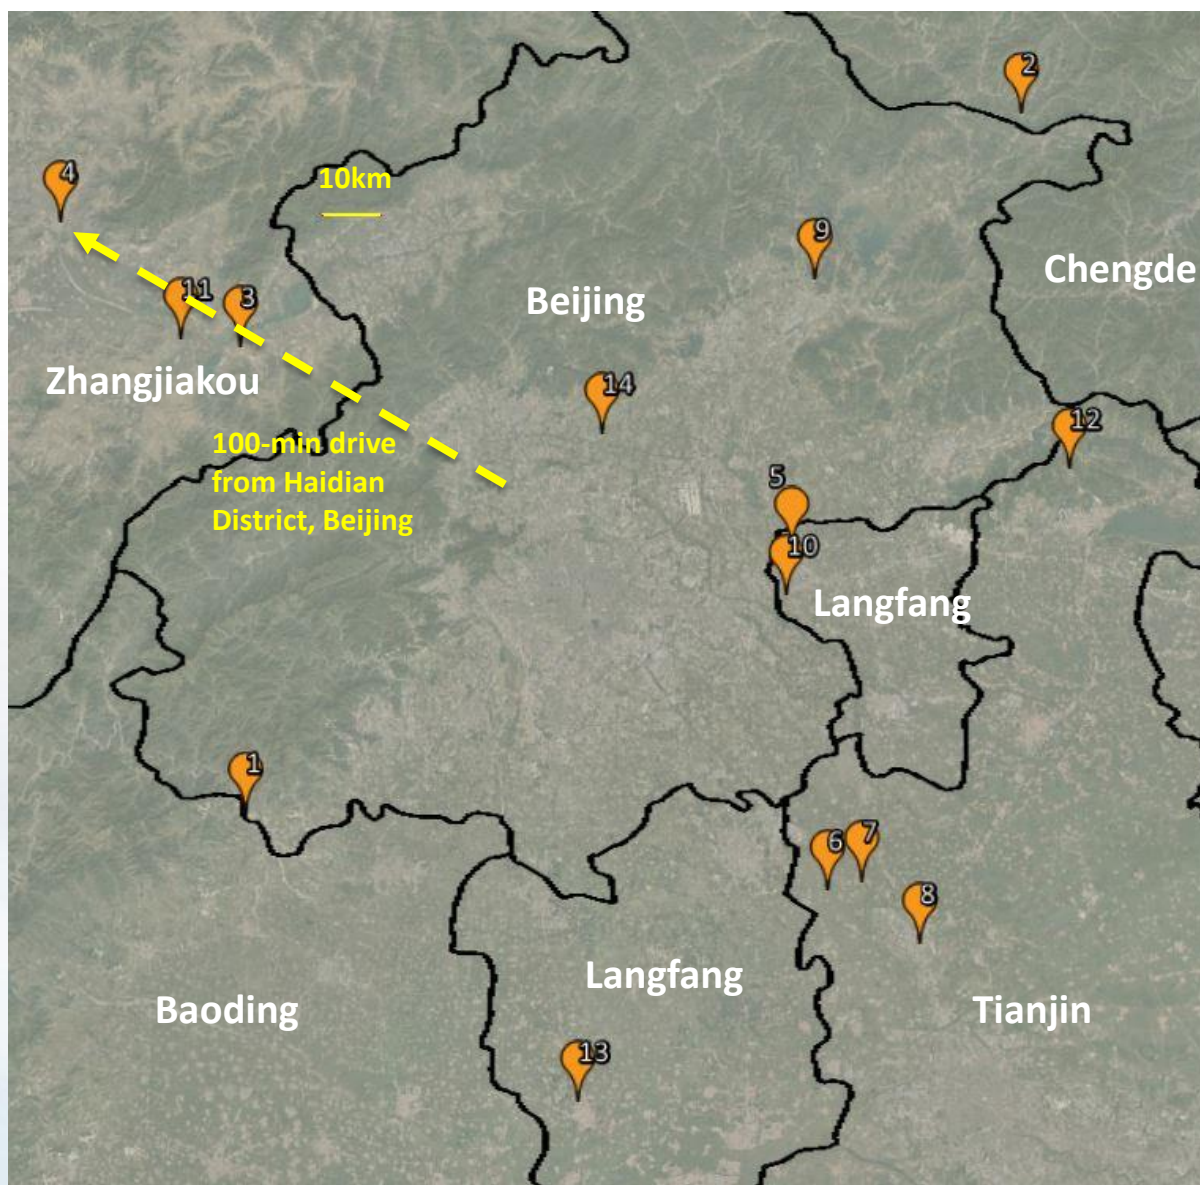 2
4
10km
9
Chengde
11
3
Beijing
Zhangjiakou
14
12
100-min drive
from Haidian
District, Beijing
5
10
Langfang
1
6
7
8
Langfang
Baoding
Tianjin
13